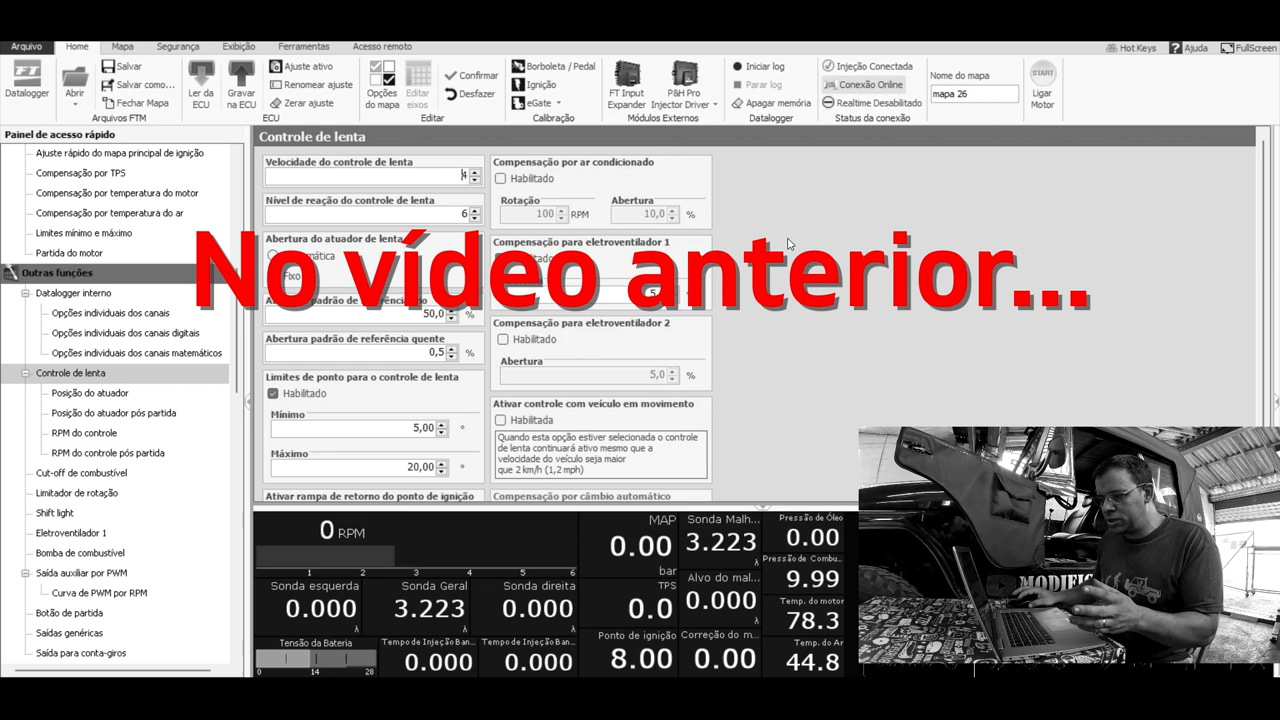 Arquivo Home Mapa Segurança Exibição Ferramentas Acesso remoto Hot Keys Ajuda FullScreen
FT
Datalogger
Abrir
Salvar
Salvar como...
Fechar Mapa
Arquivos FTM
Ler da ECU
Gravar na ECU
Ajuste ativo
Renomear ajuste
Zerar ajuste
ECU
Opções do mapa
Editar eixos
Confirmar
Desfazer
Editar
Borboleta / Pedal
Ignição
eGate
Calibração
FT Input Expander
P&H Pro Injector Driver
Módulos Externos
Iniciar log
Parar log
Apagar memória
Datalogger
Injeção Conectada
Conexão Online
Realtime Desabilitado
Status da conexão
Nome do mapa
mapa 26
START
Ligar Motor
Painel de acesso rápido
Ajuste rápido do mapa principal de ignição
Compensação por TPS
Compensação por temperatura do motor
Compensação por temperatura do ar
Limites mínimo e máximo
Partida do motor
Outras funções
Datalogger interno
Opções individuais dos canais
Opções individuais dos canais digitais
Opções individuais dos canais matemáticos
Controle de lenta
Posição do atuador
Posição do atuador pós partida
RPM do controle
RPM do controle pós partida
Cut-off de combustível
Limitador de rotação
Shift light
Eletroventilador 1
Bomba de combustível
Saída auxiliar por PWM
Curva de PWM por RPM
Botão de partida
Saídas genéricas
Saída para conta-giros
Controle de lenta
Velocidade do controle de lenta
4
Nível de reação do controle de lenta
6
Abertura do atuador de lenta
Fixo
50,0 %
Abertura padrão de referência quente
0,5 %
Limites de ponto para o controle de lenta
Habilitado
Mínimo
5,00 °
Máximo
20,00 °
Ativar rampa de retorno do ponto de ignição
Compensação por ar condicionado
Habilitado
Rotação Abertura
100 RPM 10,0 %
Compensação para eletroventilador 1
Compensação para eletroventilador 2
Habilitado
Abertura
5,0 %
Ativar controle com veículo em movimento
Habilitada
Quando esta opção estiver selecionada o controle
de lenta continuará ativo mesmo que a
velocidade do veículo seja maior
que 2 km/h (1,2 mph)
Compensação por câmbio automático
No vídeo anterior...
0 RPM
1 2 3 4 5 6
MAP
0.00
bar
Sonda Malh...
3.223
λ
Pressão de Óleo
0.00
Pressão de Combu...
9.99
Sonda esquerda
0.000
λ
Sonda Geral
3.223
λ
Sonda direita
0.000
λ
TPS
0.0
Alvo do mal...
0.000
λ
Temp. do motor
78.3
Tensão da Bateria
0 14 28
Tempo de Injeção Ban...
0.000
Tempo de Injeção Ban...
0.000
Ponto de ignição
8.00
Correção do m...
0.00
Temp. do Ar
44.8
MODIFIC